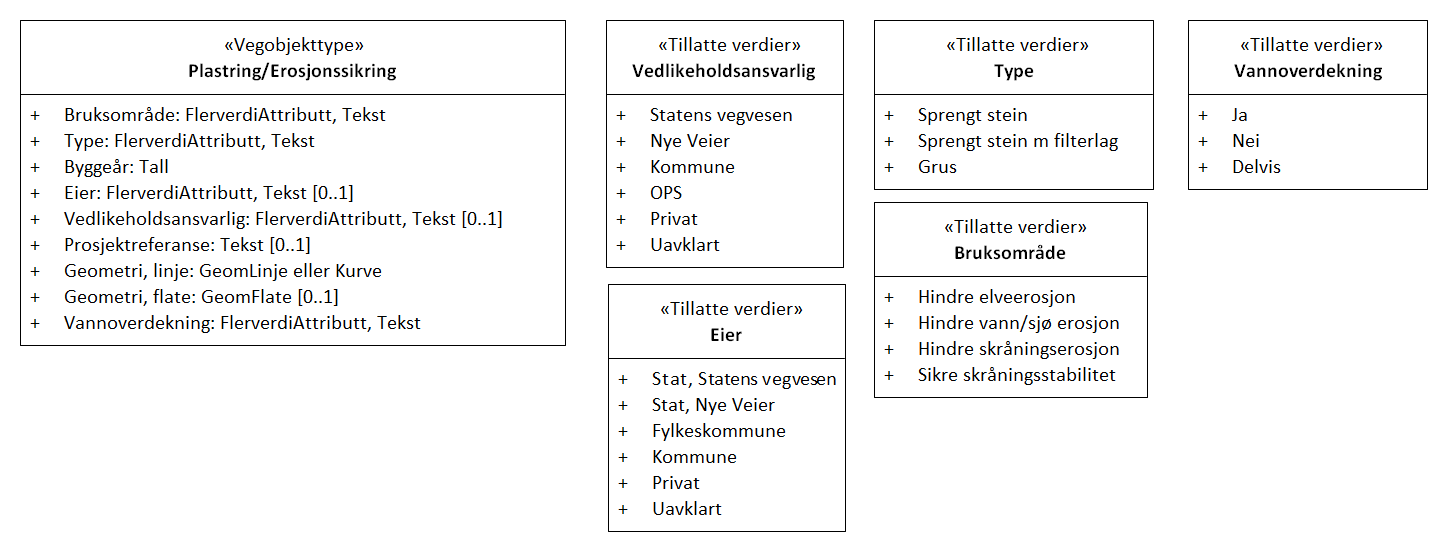 «Vegobjekttype»
Plastring/Erosjonssikring
+ Bruksområde: FlerverdiAttributt, Tekst
+ Type: FlerverdiAttributt, Tekst
+ Byggeår: Tall
+ Eier: FlerverdiAttributt, Tekst [0..1]
+ Vedlikeholdsansvarlig: FlerverdiAttributt, Tekst [0..1]
+ Prosjektreferanse: Tekst [0..1]
+ Geometri, linje: GeomLinje eller Kurve
+ Geometri, flate: GeomFlate [0..1]
+ Vannoverdekning: FlerverdiAttributt, Tekst
«Tillatte verdier»
Vedlikeholdsansvarlig
+ Statens vegvesen
+ Nye Veier
+ Kommune
+ OPS
+ Privat
+ Uavklart
«Tillatte verdier»
Eier
+ Stat, Statens vegvesen
+ Stat, Nye Veier
+ Fylkeskommune
+ Kommune
+ Privat
+ Uavklart
«Tillatte verdier»
Type
+ Sprengt stein
+ Sprengt stein m filterlag
+ Grus
«Tillatte verdier»
Bruksområde
+ Hindre elveerosjon
+ Hindre vann/sjø erosjon
+ Hindre skråningserosjon
+ Sikre skråningsstabilitet
«Tillatte verdier»
Vannoverdekning
+ Ja
+ Nei
+ Delvis